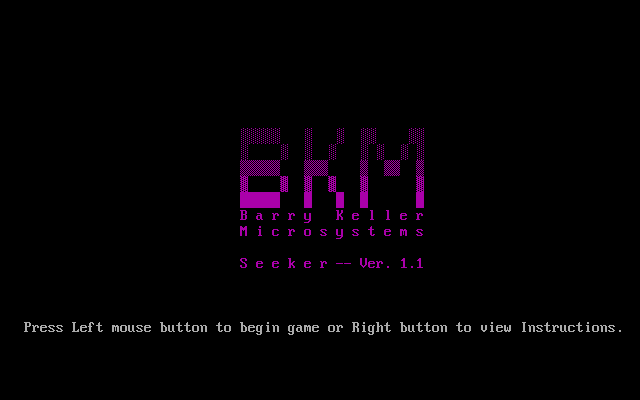 BKM
Barry Keller
Microsystems
Seeker -- Ver. 1.1
Press Left mouse button to begin game or Right button to view Instructions.